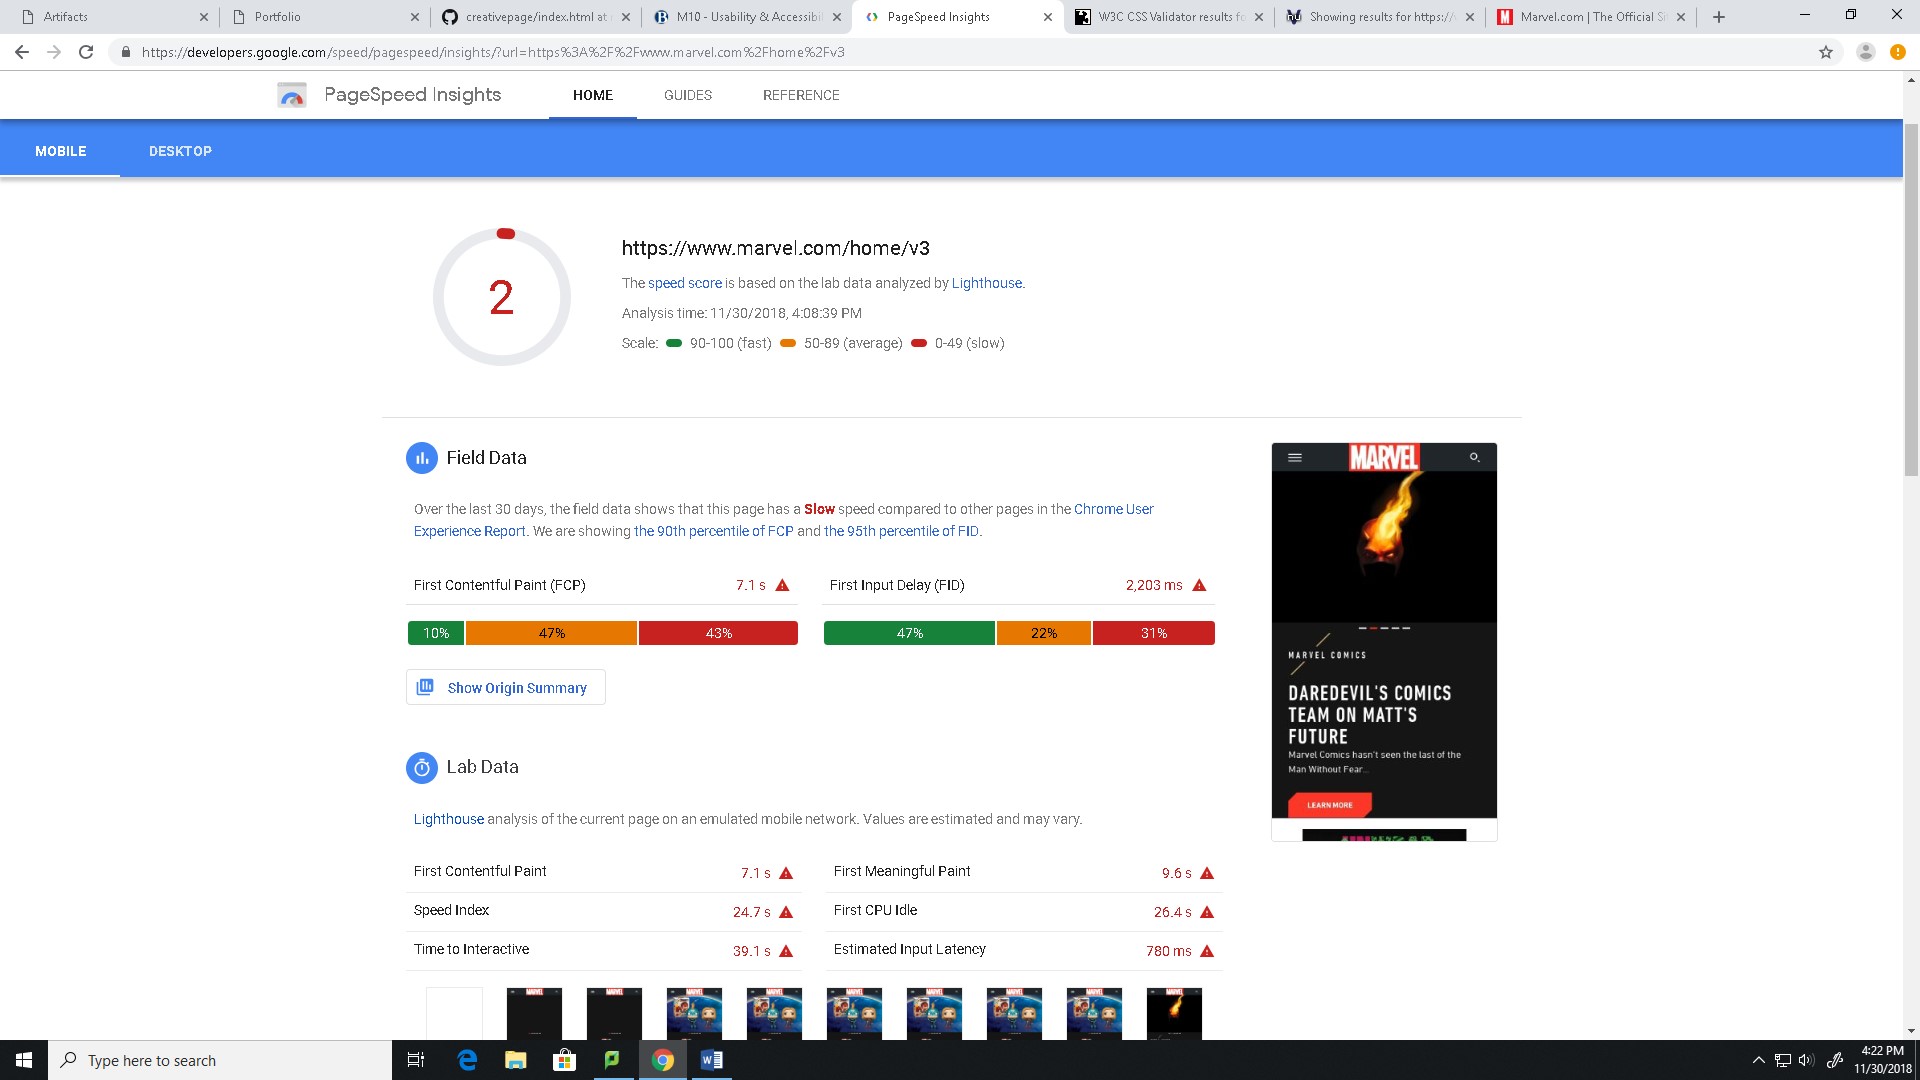 Artifacts
Portfolio
creativepage/index.html at
M10 - Usability & Accessibil
PageSpeed Insights
W3C CSS Validator results fo
Showing results for https://
Marvel.com | The Official Si
https://developers.google.com/speed/pagespeed/insights/?url=https%3A%2F%2Fwww.marvel.com%2Fhome%2Fv3
PageSpeed Insights
HOME
GUIDES
REFERENCE
MOBILE
DESKTOP
2
https://www.marvel.com/home/v3
The speed score is based on the lab data analyzed by Lighthouse.
Analysis time: 11/30/2018, 4:08:39 PM
Scale: 90-100 (fast) 50-89 (average) 0-49 (slow)
Field Data
Over the last 30 days, the field data shows that this page has a Slow speed compared to other pages in the Chrome User
Experience Report. We are showing the 90th percentile of FCP and the 95th percentile of FID.
First Contentful Paint (FCP) 7.1 s
First Input Delay (FID) 2,203 ms
10% 47% 43%
47% 22% 31%
Show Origin Summary
MARVEL
MARVEL COMICS
DAREDEVIL'S COMICS
TEAM ON MATT'S
FUTURE
Marvel Comics hasn't seen the last of the
Man Without Fear...
LEARN MORE
Lab Data
Lighthouse analysis of the current page on an emulated mobile network. Values are estimated and may vary.
First Contentful Paint 7.1 s
First Meaningful Paint 9.6 s
Speed Index 24.7 s
First CPU Idle 26.4 s
Time to Interactive 39.1 s
Estimated Input Latency 780 ms
MARVEL
MARVEL
MARVEL
MARVEL
MARVEL
MARVEL
MARVEL
MARVEL
MARVEL
Type here to search
4:22 PM
11/30/2018